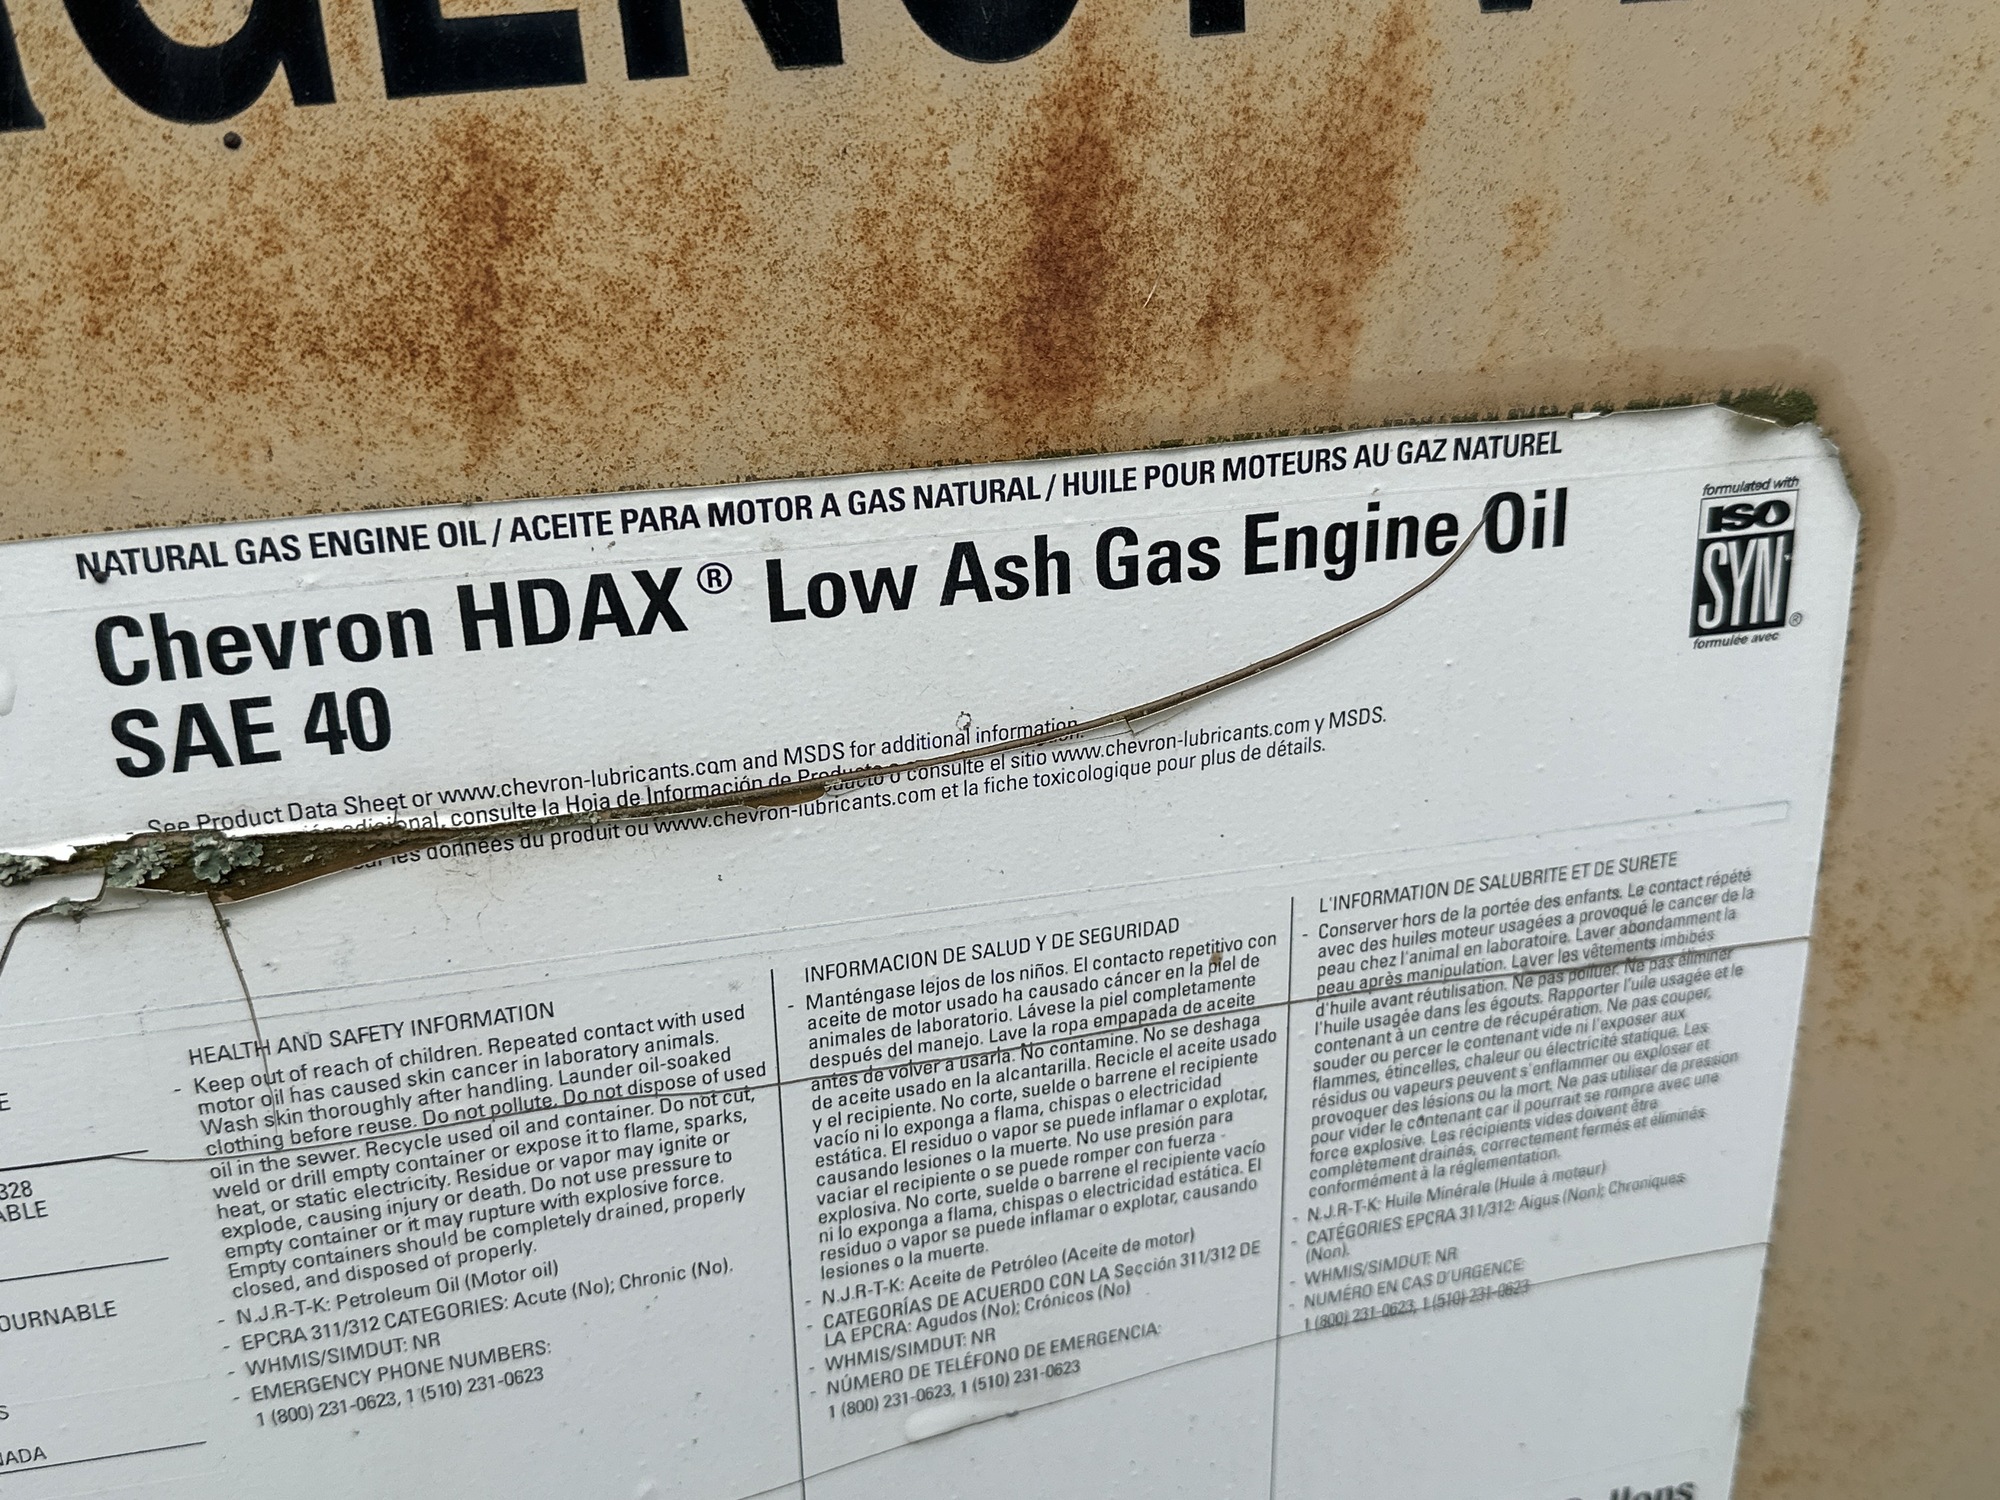 GENCY V
NATURAL GAS ENGINE OIL / ACEITE PARA MOTOR A GAS NATURAL / HUILE POUR MOTEURS AU GAZ NATUREL
Chevron HDAX® Low Ash Gas Engine Oil
SAE 40
formulated with
ISO
SYN®
formulée avec
- See Product Data Sheet or www.chevron-lubricants.com and MSDS for additional information.
adicional, consulte la Hoja de Información de Producto o consulte el sitio www.chevron-lubricants.com y MSDS.
les données du produit ou www.chevron-lubricants.com et la fiche toxicologique pour plus de détails.
E
328
ABLE
OURNABLE
S
NADA
HEALTH AND SAFETY INFORMATION
- Keep out of reach of children. Repeated contact with used
motor oil has caused skin cancer in laboratory animals.
Wash skin thoroughly after handling. Launder oil-soaked
clothing before reuse. Do not pollute. Do not dispose of used
oil in the sewer. Recycle used oil and container. Do not cut,
weld or drill empty container or expose it to flame, sparks,
heat, or static electricity. Residue or vapor may ignite or
explode, causing injury or death. Do not use pressure to
empty container or it may rupture with explosive force.
Empty containers should be completely drained, properly
closed, and disposed of properly.
- N.J.R-T-K: Petroleum Oil (Motor oil)
- EPCRA 311/312 CATEGORIES: Acute (No); Chronic (No).
- WHMIS/SIMDUT: NR
- EMERGENCY PHONE NUMBERS:
1 (800) 231-0623, 1 (510) 231-0623
INFORMACION DE SALUD Y DE SEGURIDAD
- Manténgase lejos de los niños. El contacto repetitivo con
aceite de motor usado ha causado cáncer en la piel de
animales de laboratorio. Lávese la piel completamente
después del manejo. Lave la ropa empapada de aceite
antes de volver a usarla. No contamine. No se deshaga
de aceite usado en la alcantarilla. Recicle el aceite usado
y el recipiente. No corte, suelde o barrene el recipiente
vacío ni lo exponga a flama, chispas o electricidad
estática. El residuo o vapor se puede inflamar o explotar,
causando lesiones o la muerte. No use presión para
vaciar el recipiente o se puede romper con fuerza -
explosiva. No corte, suelde o barrene el recipiente vacío
ni lo exponga a flama, chispas o electricidad estática. El
residuo o vapor se puede inflamar o explotar, causando
lesiones o la muerte.
- N.J.R-T-K: Aceite de Petróleo (Aceite de motor)
- CATEGORÍAS DE ACUERDO CON LA Sección 311/312 DE
LA EPCRA: Agudos (No); Crónicos (No)
- WHMIS/SIMDUT: NR
- NÚMERO DE TELÉFONO DE EMERGENCIA:
1 (800) 231-0623, 1 (510) 231-0623
L'INFORMATION DE SALUBRITE ET DE SURETE
- Conserver hors de la portée des enfants. Le contact répété
avec des huiles moteur usagées a provoqué le cancer de la
peau chez l'animal en laboratoire. Laver abondamment la
peau après manipulation. Laver les vêtements imbibés
d'huile avant réutilisation. Ne pas polluer. Ne pas éliminer
l'huile usagée dans les égouts. Rapporter l'uile usagée et le
contenant à un centre de récupération. Ne pas couper,
souder ou percer le contenant vide ni l'exposer aux
flammes, étincelles, chaleur ou électricité statique. Les
résidus ou vapeurs peuvent s'enflammer ou exploser et
provoquer des lésions ou la mort. Ne pas utiliser de pression
pour vider le contenant car il pourrait se rompre avec une
force explosive. Les récipients vides doivent être
complètement drainés, correctement fermés et éliminés
conformément à la réglementation.
- N.J.R-T-K: Huile Minérale (Huile à moteur)
- CATÉGORIES EPCRA 311/312: Aigus (Non); Chroniques
(Non).
- WHMIS/SIMDUT: NR
- NUMÉRO EN CAS D'URGENCE:
1 (800) 231-0623, 1 (510) 231-0623